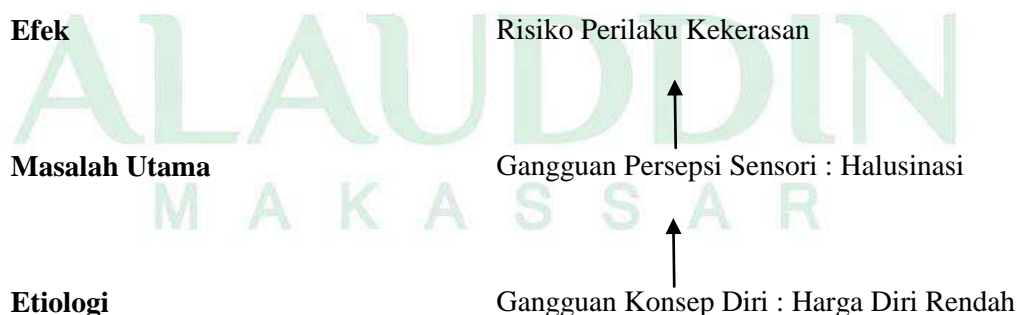 ALAUDDIN
MAKASSAR
Efek Risiko Perilaku Kekerasan
Masalah Utama Gangguan Persepsi Sensori : Halusinasi
Etiologi Gangguan Konsep Diri : Harga Diri Rendah